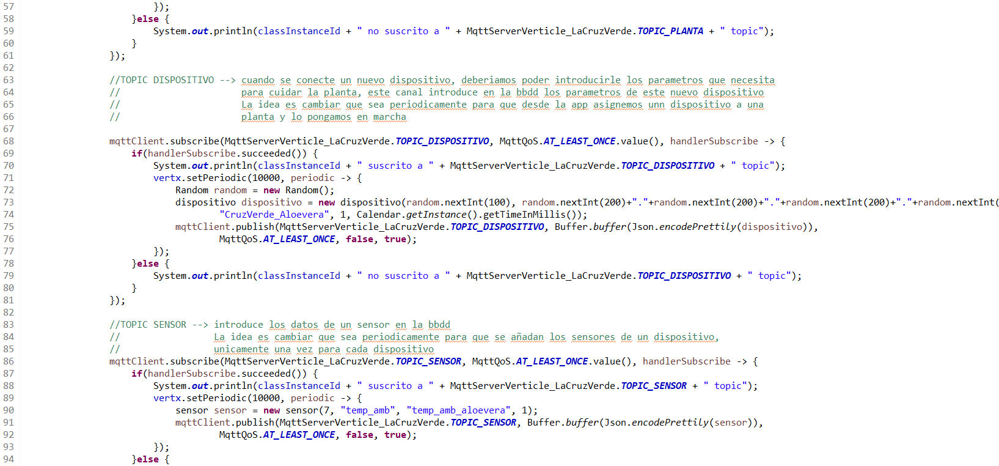 57                         });
58                     }else {
59                         System.out.println(classInstanceId + " no suscrito a " + MqttServerVerticle_LaCruzVerde.TOPIC_PLANTA + " topic");
60                     }
61                 });
62
63                 //TOPIC DISPOSITIVO --> cuando se conecte un nuevo dispositivo, deberiamos poder introducirle los parametros que necesita
64                 //                      para cuidar la planta, este canal introduce en la bbdd los parametros de este nuevo dispositivo
65                 //                      La idea es cambiar que sea periodicamente para que desde la app asignemos unn dispositivo a una
66                 //                      planta y lo pongamos en marcha
67
68                 mqttClient.subscribe(MqttServerVerticle_LaCruzVerde.TOPIC_DISPOSITIVO, MqttQoS.AT_LEAST_ONCE.value(), handlerSubscribe -> {
69                     if(handlerSubscribe.succeeded()) {
70                         System.out.println(classInstanceId + " suscrito a " + MqttServerVerticle_LaCruzVerde.TOPIC_DISPOSITIVO + " topic");
71                         vertx.setPeriodic(10000, periodic -> {
72                             Random random = new Random();
73                             dispositivo dispositivo = new dispositivo(random.nextInt(100), random.nextInt(200)+"."+random.nextInt(200)+"."+random.nextInt(200)+"."+random.nextInt(
74                                     "CruzVerde_Aloevera", 1, Calendar.getInstance().getTimeInMillis());
75                             mqttClient.publish(MqttServerVerticle_LaCruzVerde.TOPIC_DISPOSITIVO, Buffer.buffer(Json.encodePrettily(dispositivo)),
76                                     MqttQoS.AT_LEAST_ONCE, false, true);
77                         });
78                     }else {
79                         System.out.println(classInstanceId + " no suscrito a " + MqttServerVerticle_LaCruzVerde.TOPIC_DISPOSITIVO + " topic");
80                     }
81                 });
82
83                 //TOPIC SENSOR --> introduce los datos de un sensor en la bbdd
84                 //                 La idea es cambiar que sea periodicamente para que se añadan los sensores de un dispositivo,
85                 //                 unicamente una vez para cada dispositivo
86                 mqttClient.subscribe(MqttServerVerticle_LaCruzVerde.TOPIC_SENSOR, MqttQoS.AT_LEAST_ONCE.value(), handlerSubscribe -> {
87                     if(handlerSubscribe.succeeded()) {
88                         System.out.println(classInstanceId + " suscrito a " + MqttServerVerticle_LaCruzVerde.TOPIC_SENSOR + " topic");
89                         vertx.setPeriodic(10000, periodic -> {
90                             sensor sensor = new sensor(7, "temp_amb", "temp_amb_aloevera", 1);
91                             mqttClient.publish(MqttServerVerticle_LaCruzVerde.TOPIC_SENSOR, Buffer.buffer(Json.encodePrettily(sensor)),
92                                     MqttQoS.AT_LEAST_ONCE, false, true);
93                         });
94                     }else {